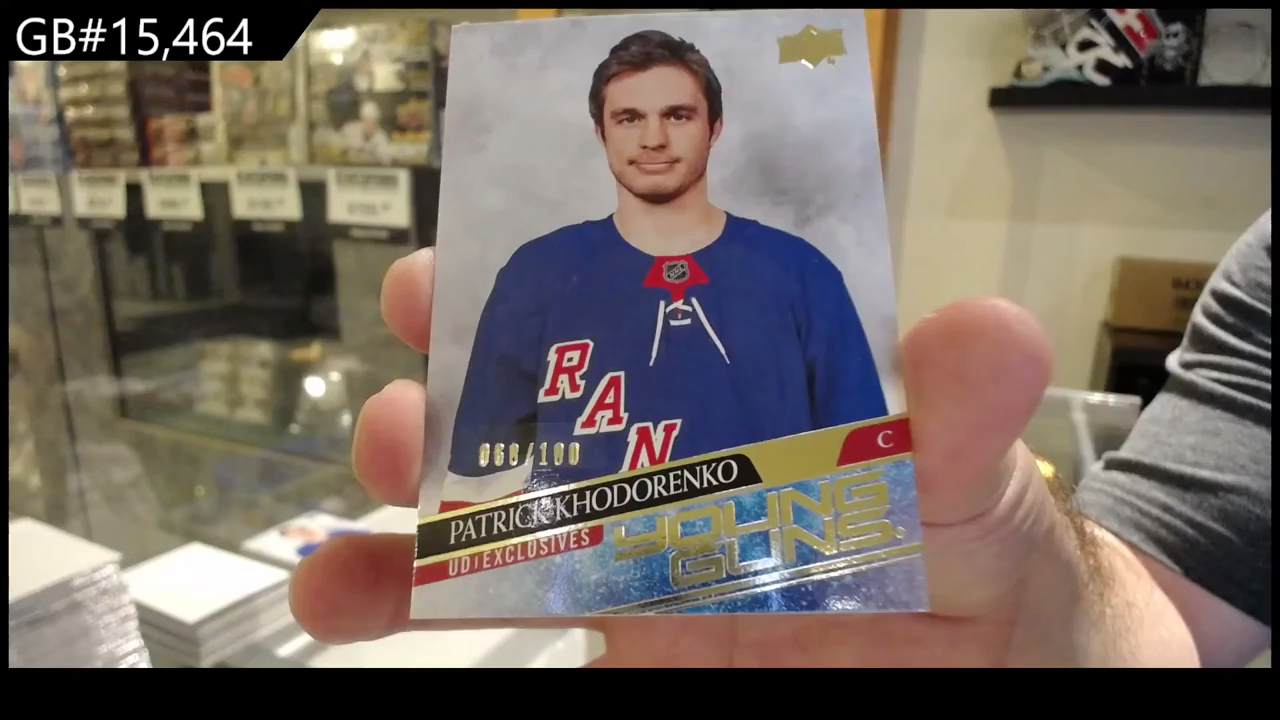 GB#15,464
RAN
068/100
C
PATRICK KHODORENKO
UD EXCLUSIVES
YOUNG
GUNS